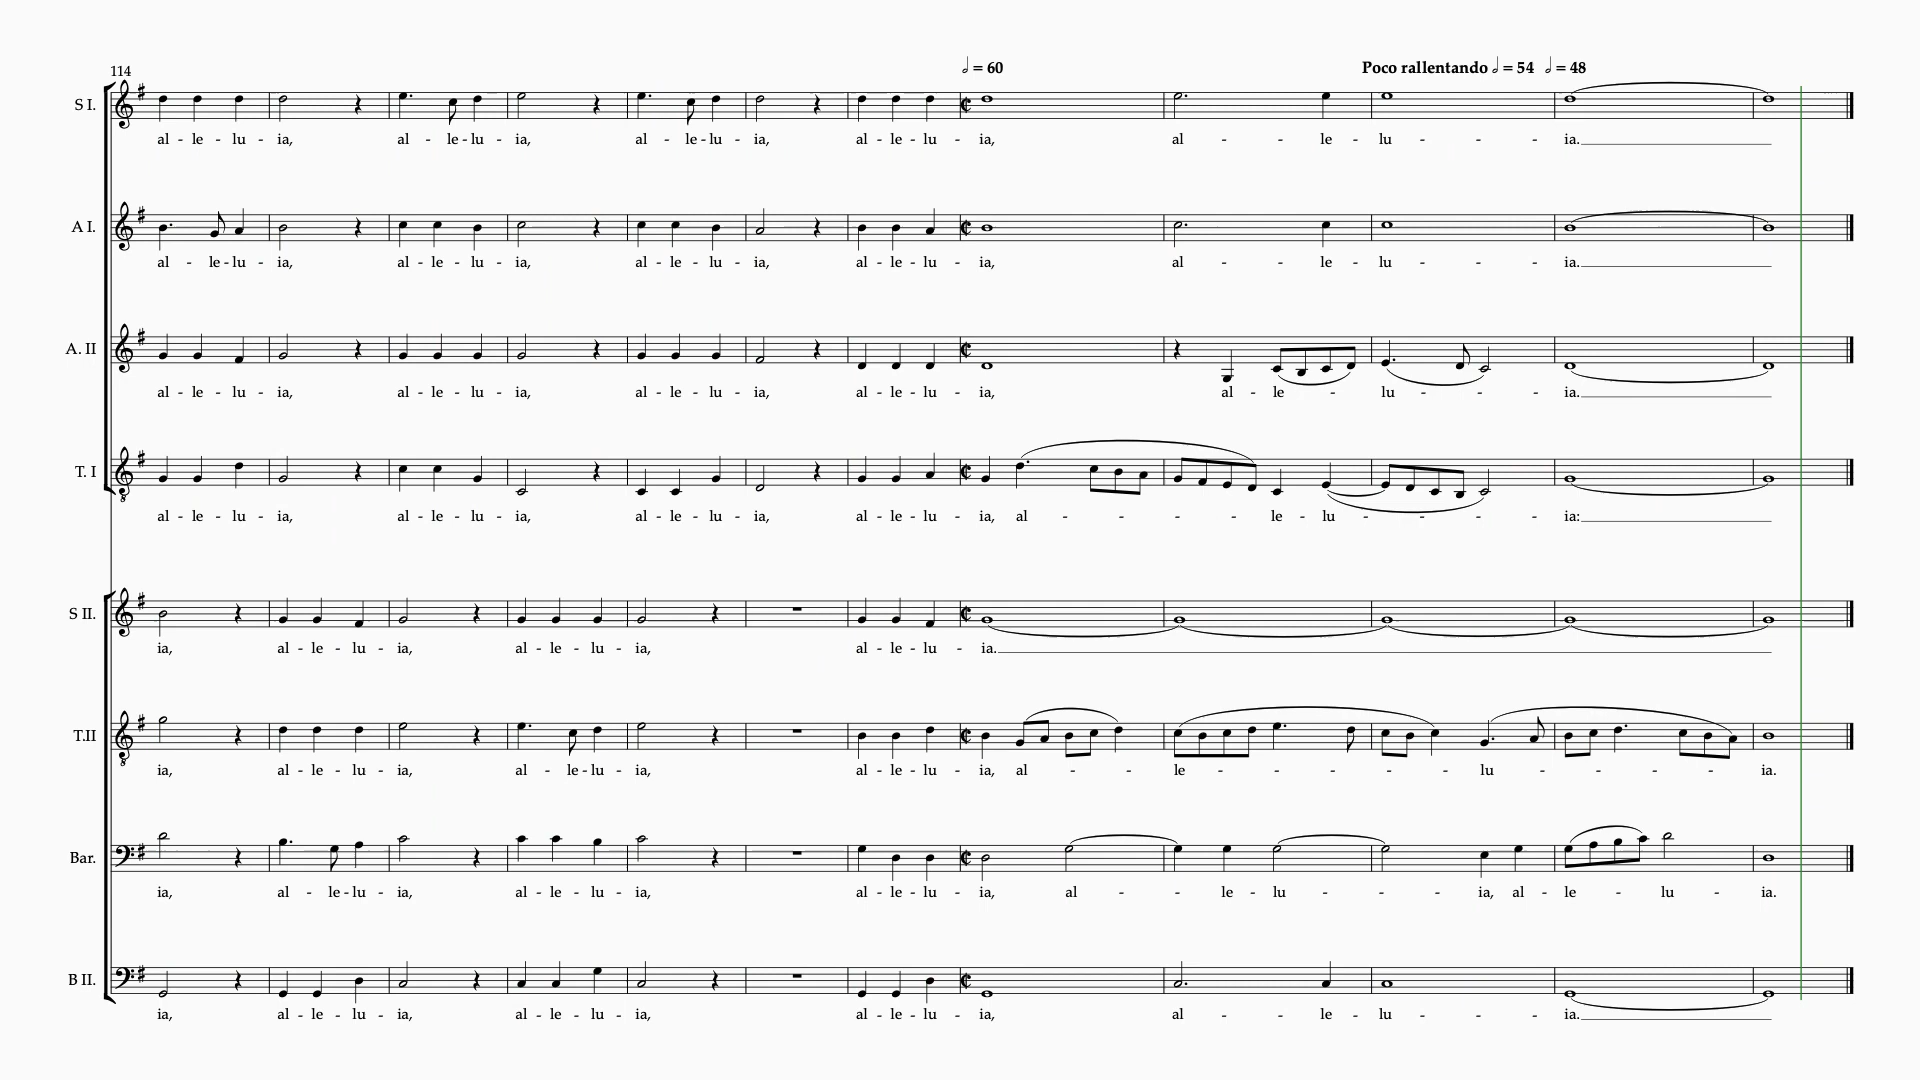 𝅗𝅥 = 60 Poco rallentando 𝅗𝅥 = 54 𝅗𝅥 = 48
114
S I.
al - le - lu - ia, al - le - lu - ia, al - le - lu - ia, al - le - lu - ia, al - - le - lu - - ia.
A I.
al - le - lu - ia, al - le - lu - ia, al - le - lu - ia, al - le - lu - ia, al - - le - lu - - ia.
A. II
al - le - lu - ia, al - le - lu - ia, al - le - lu - ia, al - le - lu - ia, al - le - lu - - ia.
T. I
8
al - le - lu - ia, al - le - lu - ia, al - le - lu - ia, al - le - lu - ia, al - - - - le - lu - - - - ia:
S II.
ia, al - le - lu - ia, al - le - lu - ia, al - le - lu - ia.
T.II
8
ia, al - le - lu - ia, al - le - lu - ia, al - le - lu - ia, al - - - le - - - - - - lu - - - - - ia.
Bar.
ia, al - le - lu - ia, al - le - lu - ia, al - le - lu - ia, al - - le - lu - - - ia, al - le - lu - ia.
B II.
ia, al - le - lu - ia, al - le - lu - ia, al - le - lu - ia, al - - le - lu - - ia.